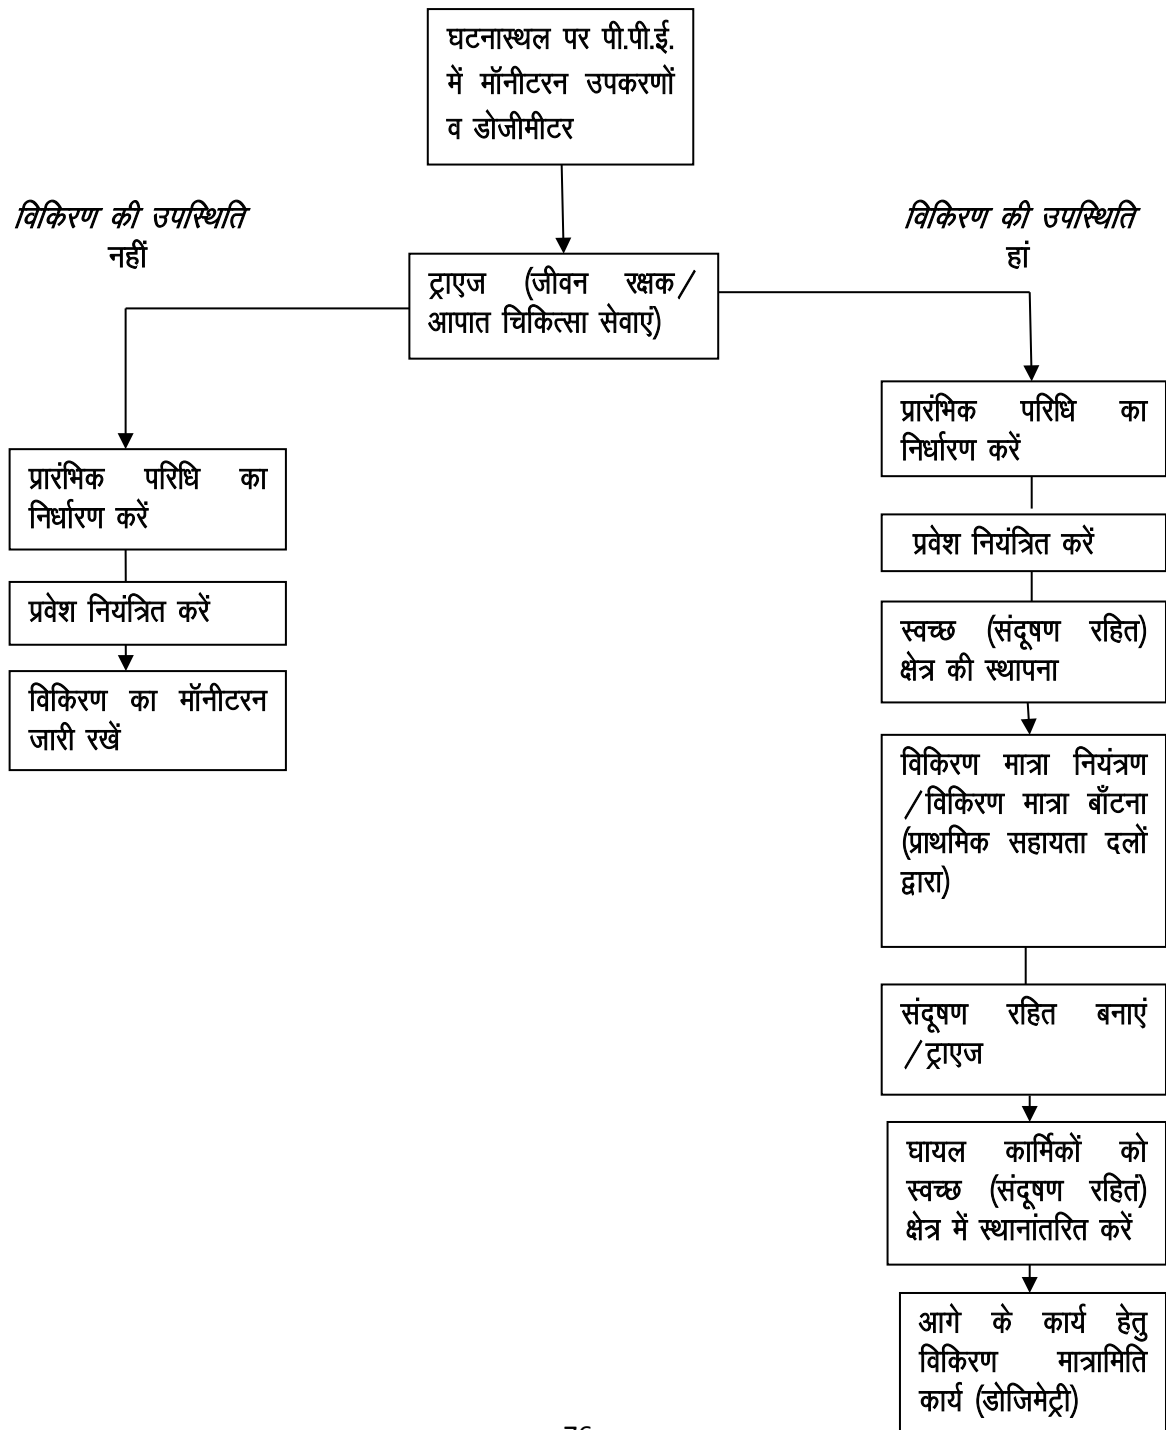 घटनास्थल पर पी.पी.ई.
में मॉनीटरन उपकरणों
व डोजीमीटर
विकिरण की उपस्थिति
नहीं
विकिरण की उपस्थिति
हां
ट्राएज (जीवन रक्षक/
आपात चिकित्सा सेवाएं)
प्रारंभिक परिधि का
निर्धारण करें
प्रवेश नियंत्रित करें
विकिरण का मॉनीटरन
जारी रखें
प्रारंभिक परिधि का
निर्धारण करें
प्रवेश नियंत्रित करें
स्वच्छ (संदूषण रहित)
क्षेत्र की स्थापना
विकिरण मात्रा नियंत्रण
/विकिरण मात्रा बाँटना
(प्राथमिक सहायता दलों
द्वारा)
संदूषण रहित बनाएं
/ट्राएज
घायल कार्मिकों को
स्वच्छ (संदूषण रहितं)
क्षेत्र में स्थानांतरित करें
आगे के कार्य हेतु
विकिरण मात्रामिति
कार्य (डोजिमेट्री)